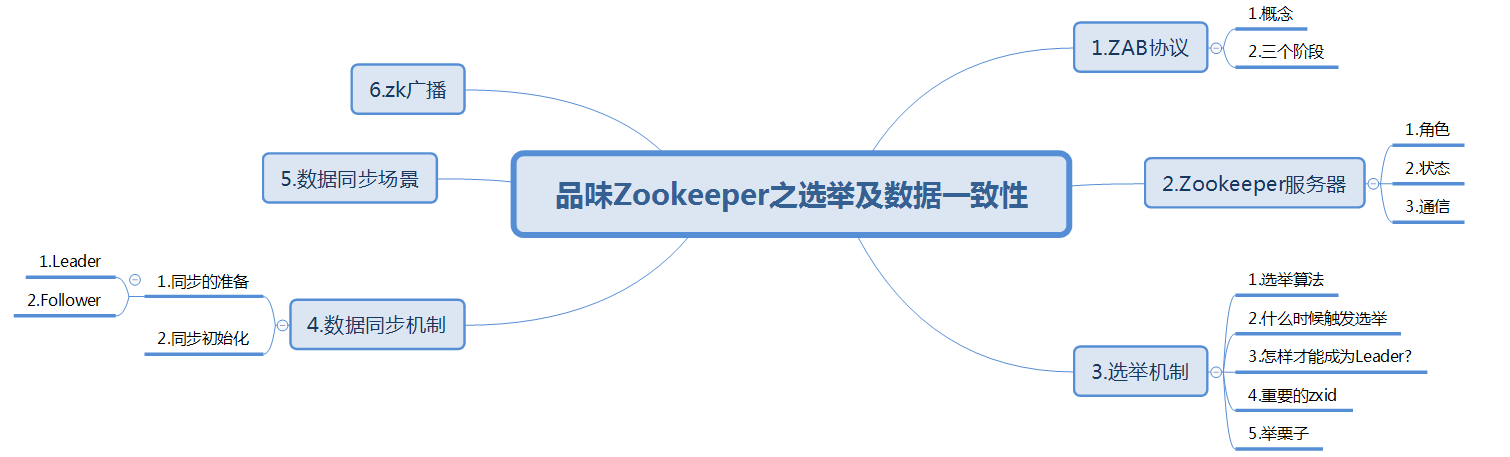 品味Zookeeper之选举及数据一致性
1.ZAB协议
1.概念
2.三个阶段
2.Zookeeper服务器
1.角色
2.状态
3.通信
3.选举机制
1.选举算法
2.什么时候触发选举
3.怎样才能成为Leader?
4.重要的zxid
5.举栗子
4.数据同步机制
1.同步的准备
1.Leader
2.Follower
2.同步初始化
5.数据同步场景
6.zk广播